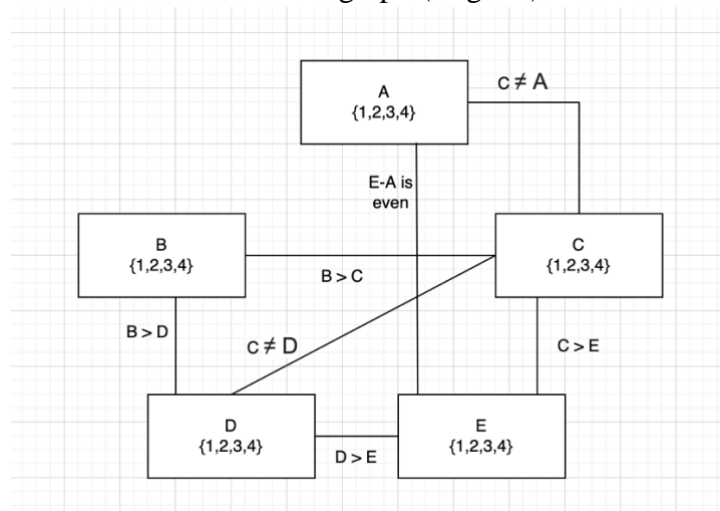 C ≠ A
A
{1,2,3,4}
E-A is
even
B
{1,2,3,4}
C
{1,2,3,4}
B > C
B > D
C ≠ D
C > E
D
{1,2,3,4}
E
{1,2,3,4}
D > E